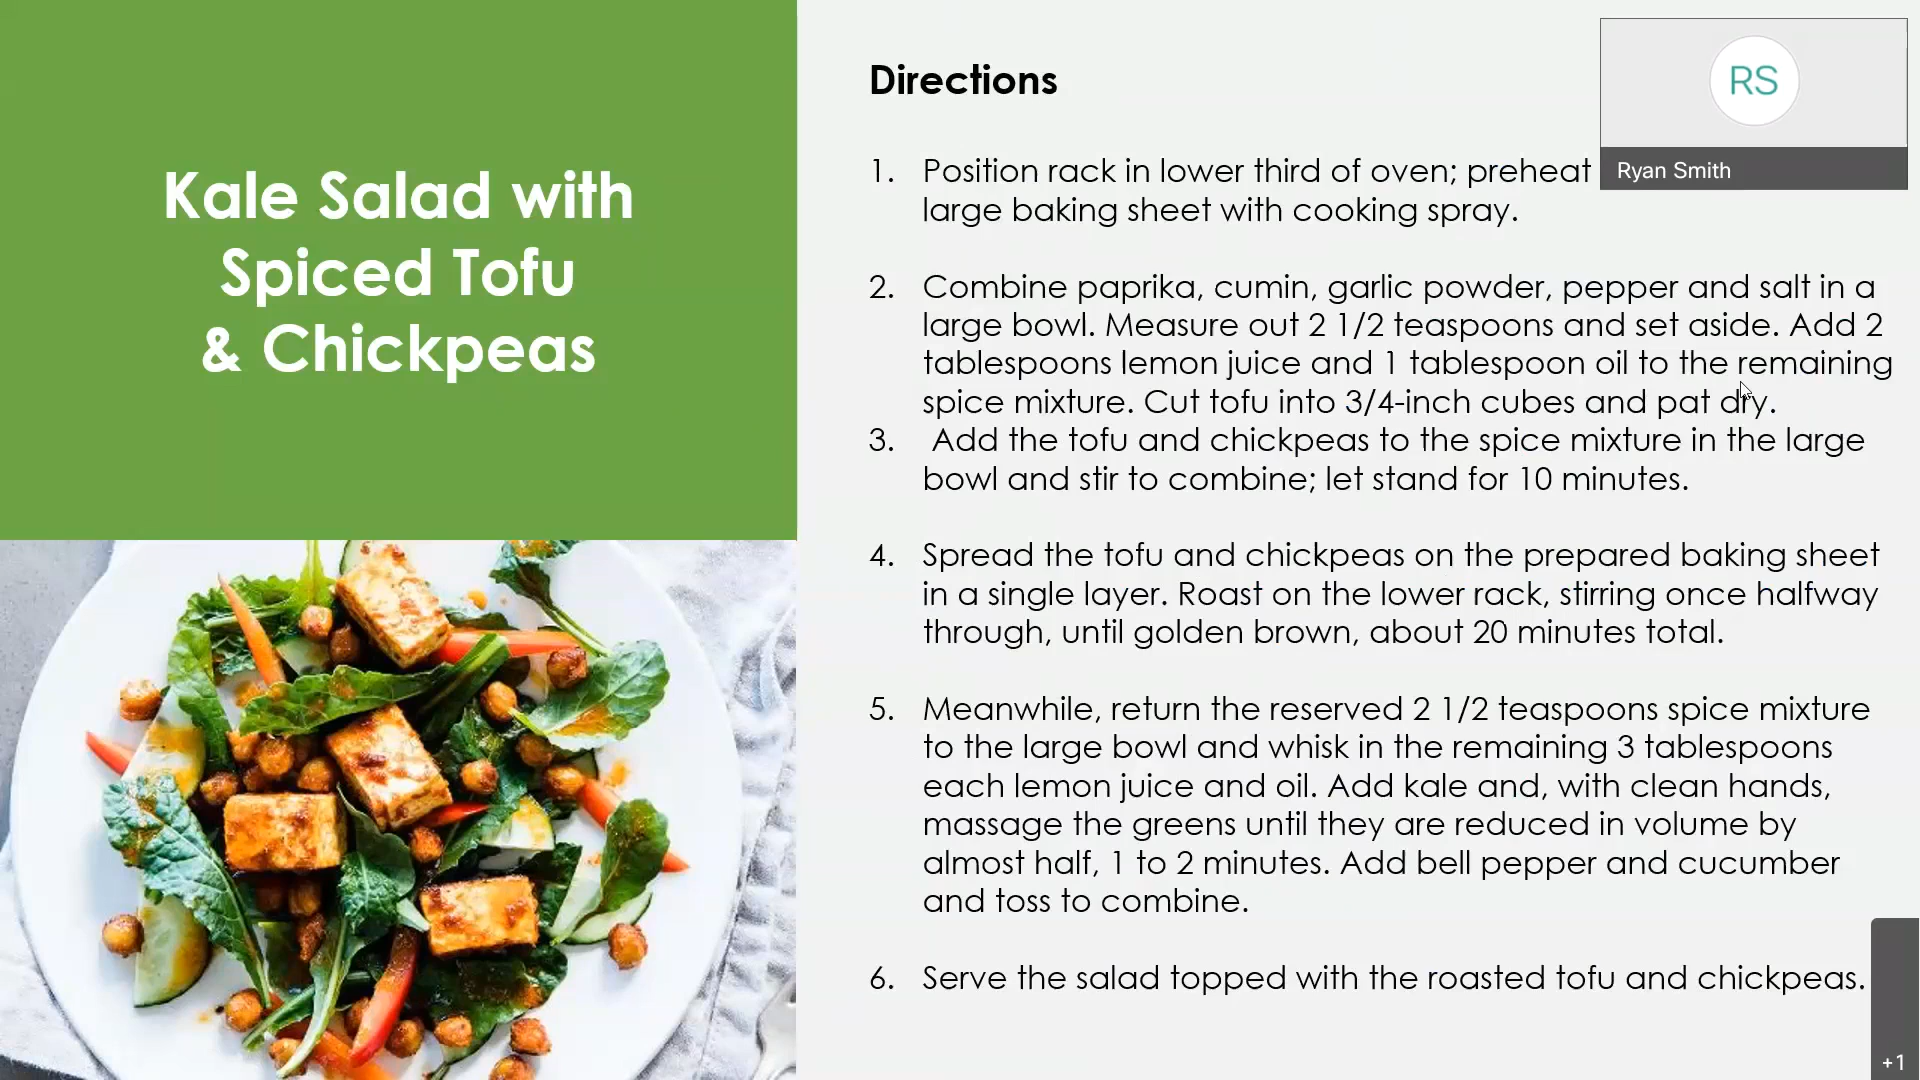 Kale Salad with
Spiced Tofu
& Chickpeas
Directions
1. Position rack in lower third of oven; preheat
large baking sheet with cooking spray.
2. Combine paprika, cumin, garlic powder, pepper and salt in a
large bowl. Measure out 2 1/2 teaspoons and set aside. Add 2
tablespoons lemon juice and 1 tablespoon oil to the remaining
spice mixture. Cut tofu into 3/4-inch cubes and pat dry.
3. Add the tofu and chickpeas to the spice mixture in the large
bowl and stir to combine; let stand for 10 minutes.
4. Spread the tofu and chickpeas on the prepared baking sheet
in a single layer. Roast on the lower rack, stirring once halfway
through, until golden brown, about 20 minutes total.
5. Meanwhile, return the reserved 2 1/2 teaspoons spice mixture
to the large bowl and whisk in the remaining 3 tablespoons
each lemon juice and oil. Add kale and, with clean hands,
massage the greens until they are reduced in volume by
almost half, 1 to 2 minutes. Add bell pepper and cucumber
and toss to combine.
6. Serve the salad topped with the roasted tofu and chickpeas.
RS
Ryan Smith
+1